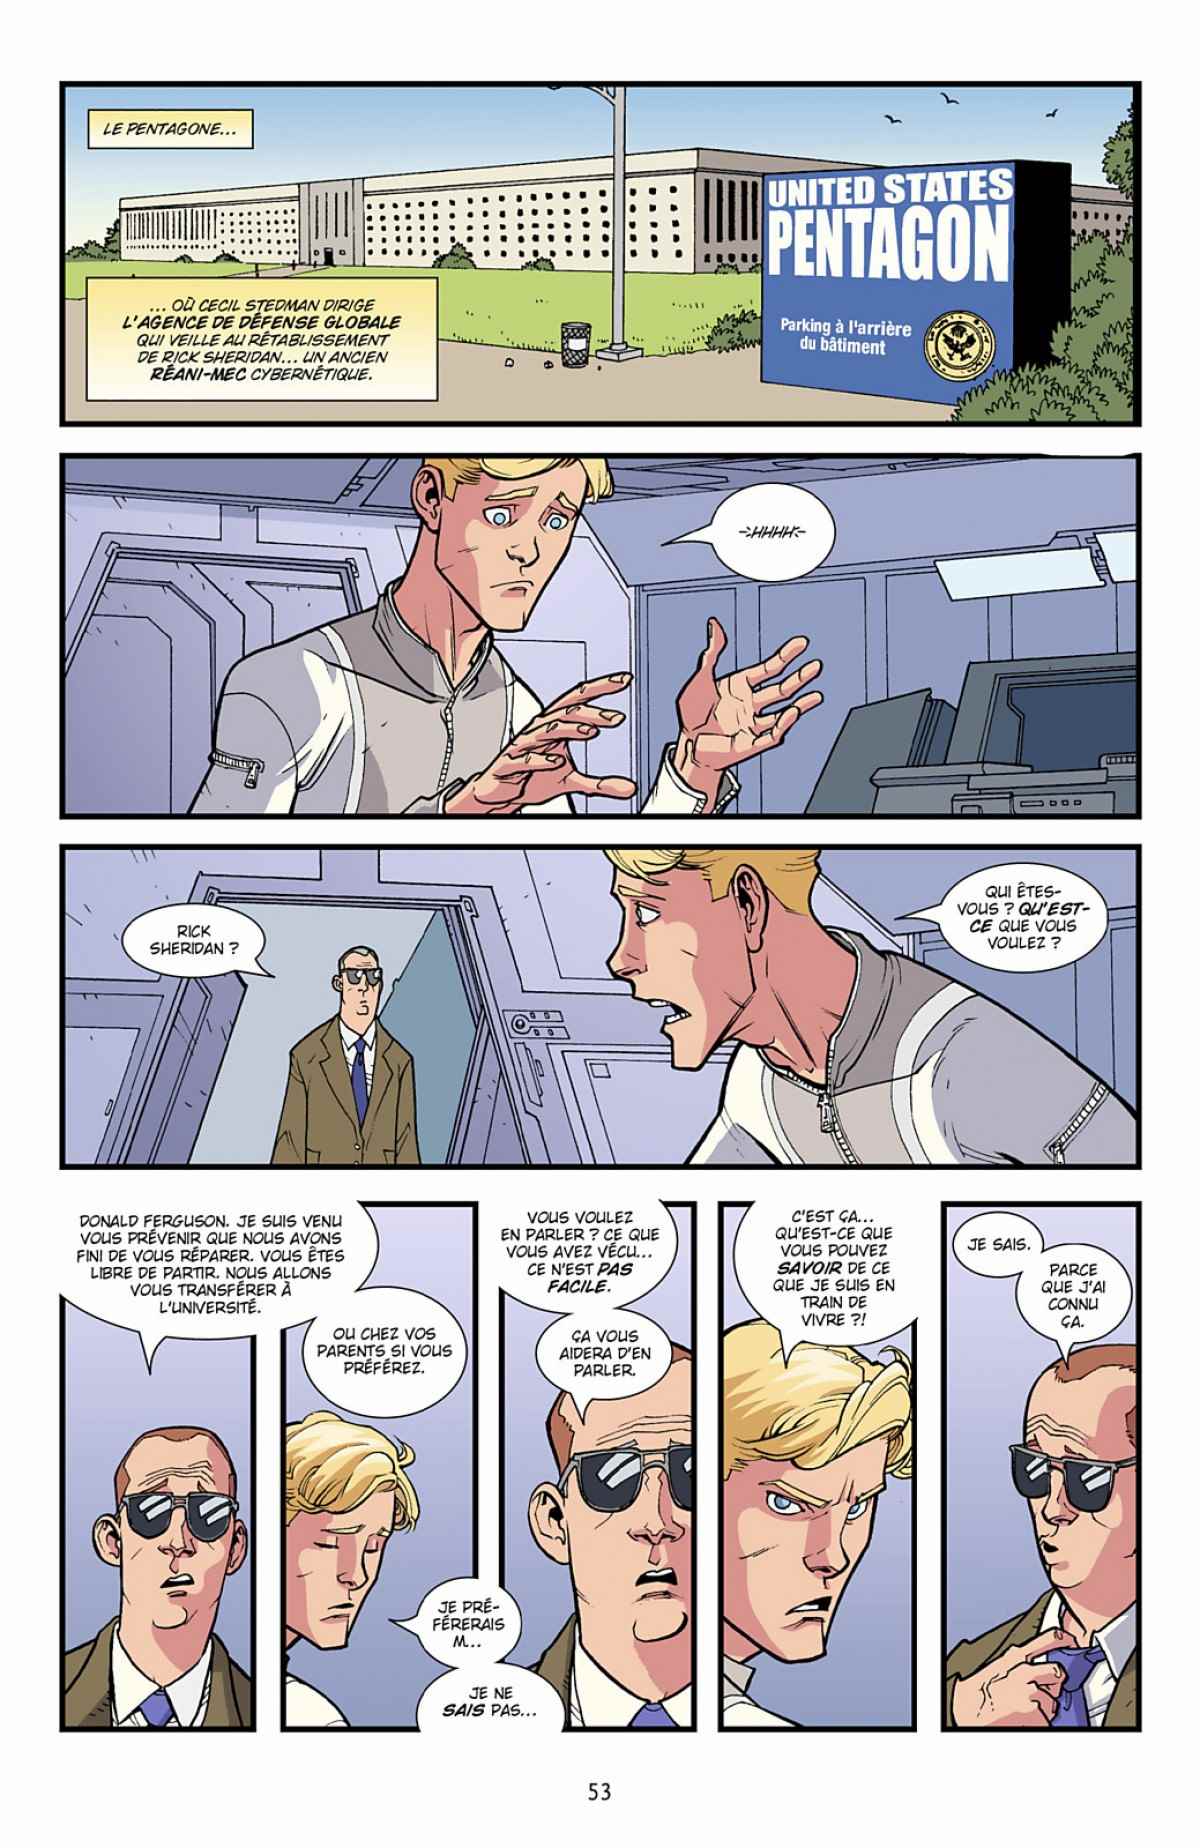 LE PENTAGONE...
UNITED STATES
PENTAGON
Parking à l'arrière
du bâtiment
... OÙ CECIL STEDMAN DIRIGE
L'AGENCE DE DÉFENSE GLOBALE
QUI VEILLE AU RÉTABLISSEMENT
DE RICK SHERIDAN... UN ANCIEN
RÉANI-MEC CYBERNÉTIQUE.
-HHHH-
RICK
SHERIDAN ?
QUI ÊTES-
VOUS ? QU'EST-
CE QUE VOUS
VOULEZ ?
DONALD FERGUSON. JE SUIS VENU
VOUS PRÉVENIR QUE NOUS AVONS
FINI DE VOUS RÉPARER. VOUS ÊTES
LIBRE DE PARTIR. NOUS ALLONS
VOUS TRANSFÉRER À
L'UNIVERSITÉ.
OU CHEZ VOS
PARENTS SI VOUS
PRÉFÉREZ.
JE PRÉ-
FÉRERAIS
M...
JE NE
SAIS PAS...
VOUS VOULEZ
EN PARLER ? CE QUE
VOUS AVEZ VÉCU...
CE N'EST PAS
FACILE.
ÇA VOUS
AIDERA D'EN
PARLER.
C'EST ÇA...
QU'EST-CE QUE
VOUS POUVEZ
SAVOIR DE CE
QUE JE SUIS EN
TRAIN DE
VIVRE ?!
JE SAIS.
PARCE
QUE J'AI
CONNU
ÇA.
53